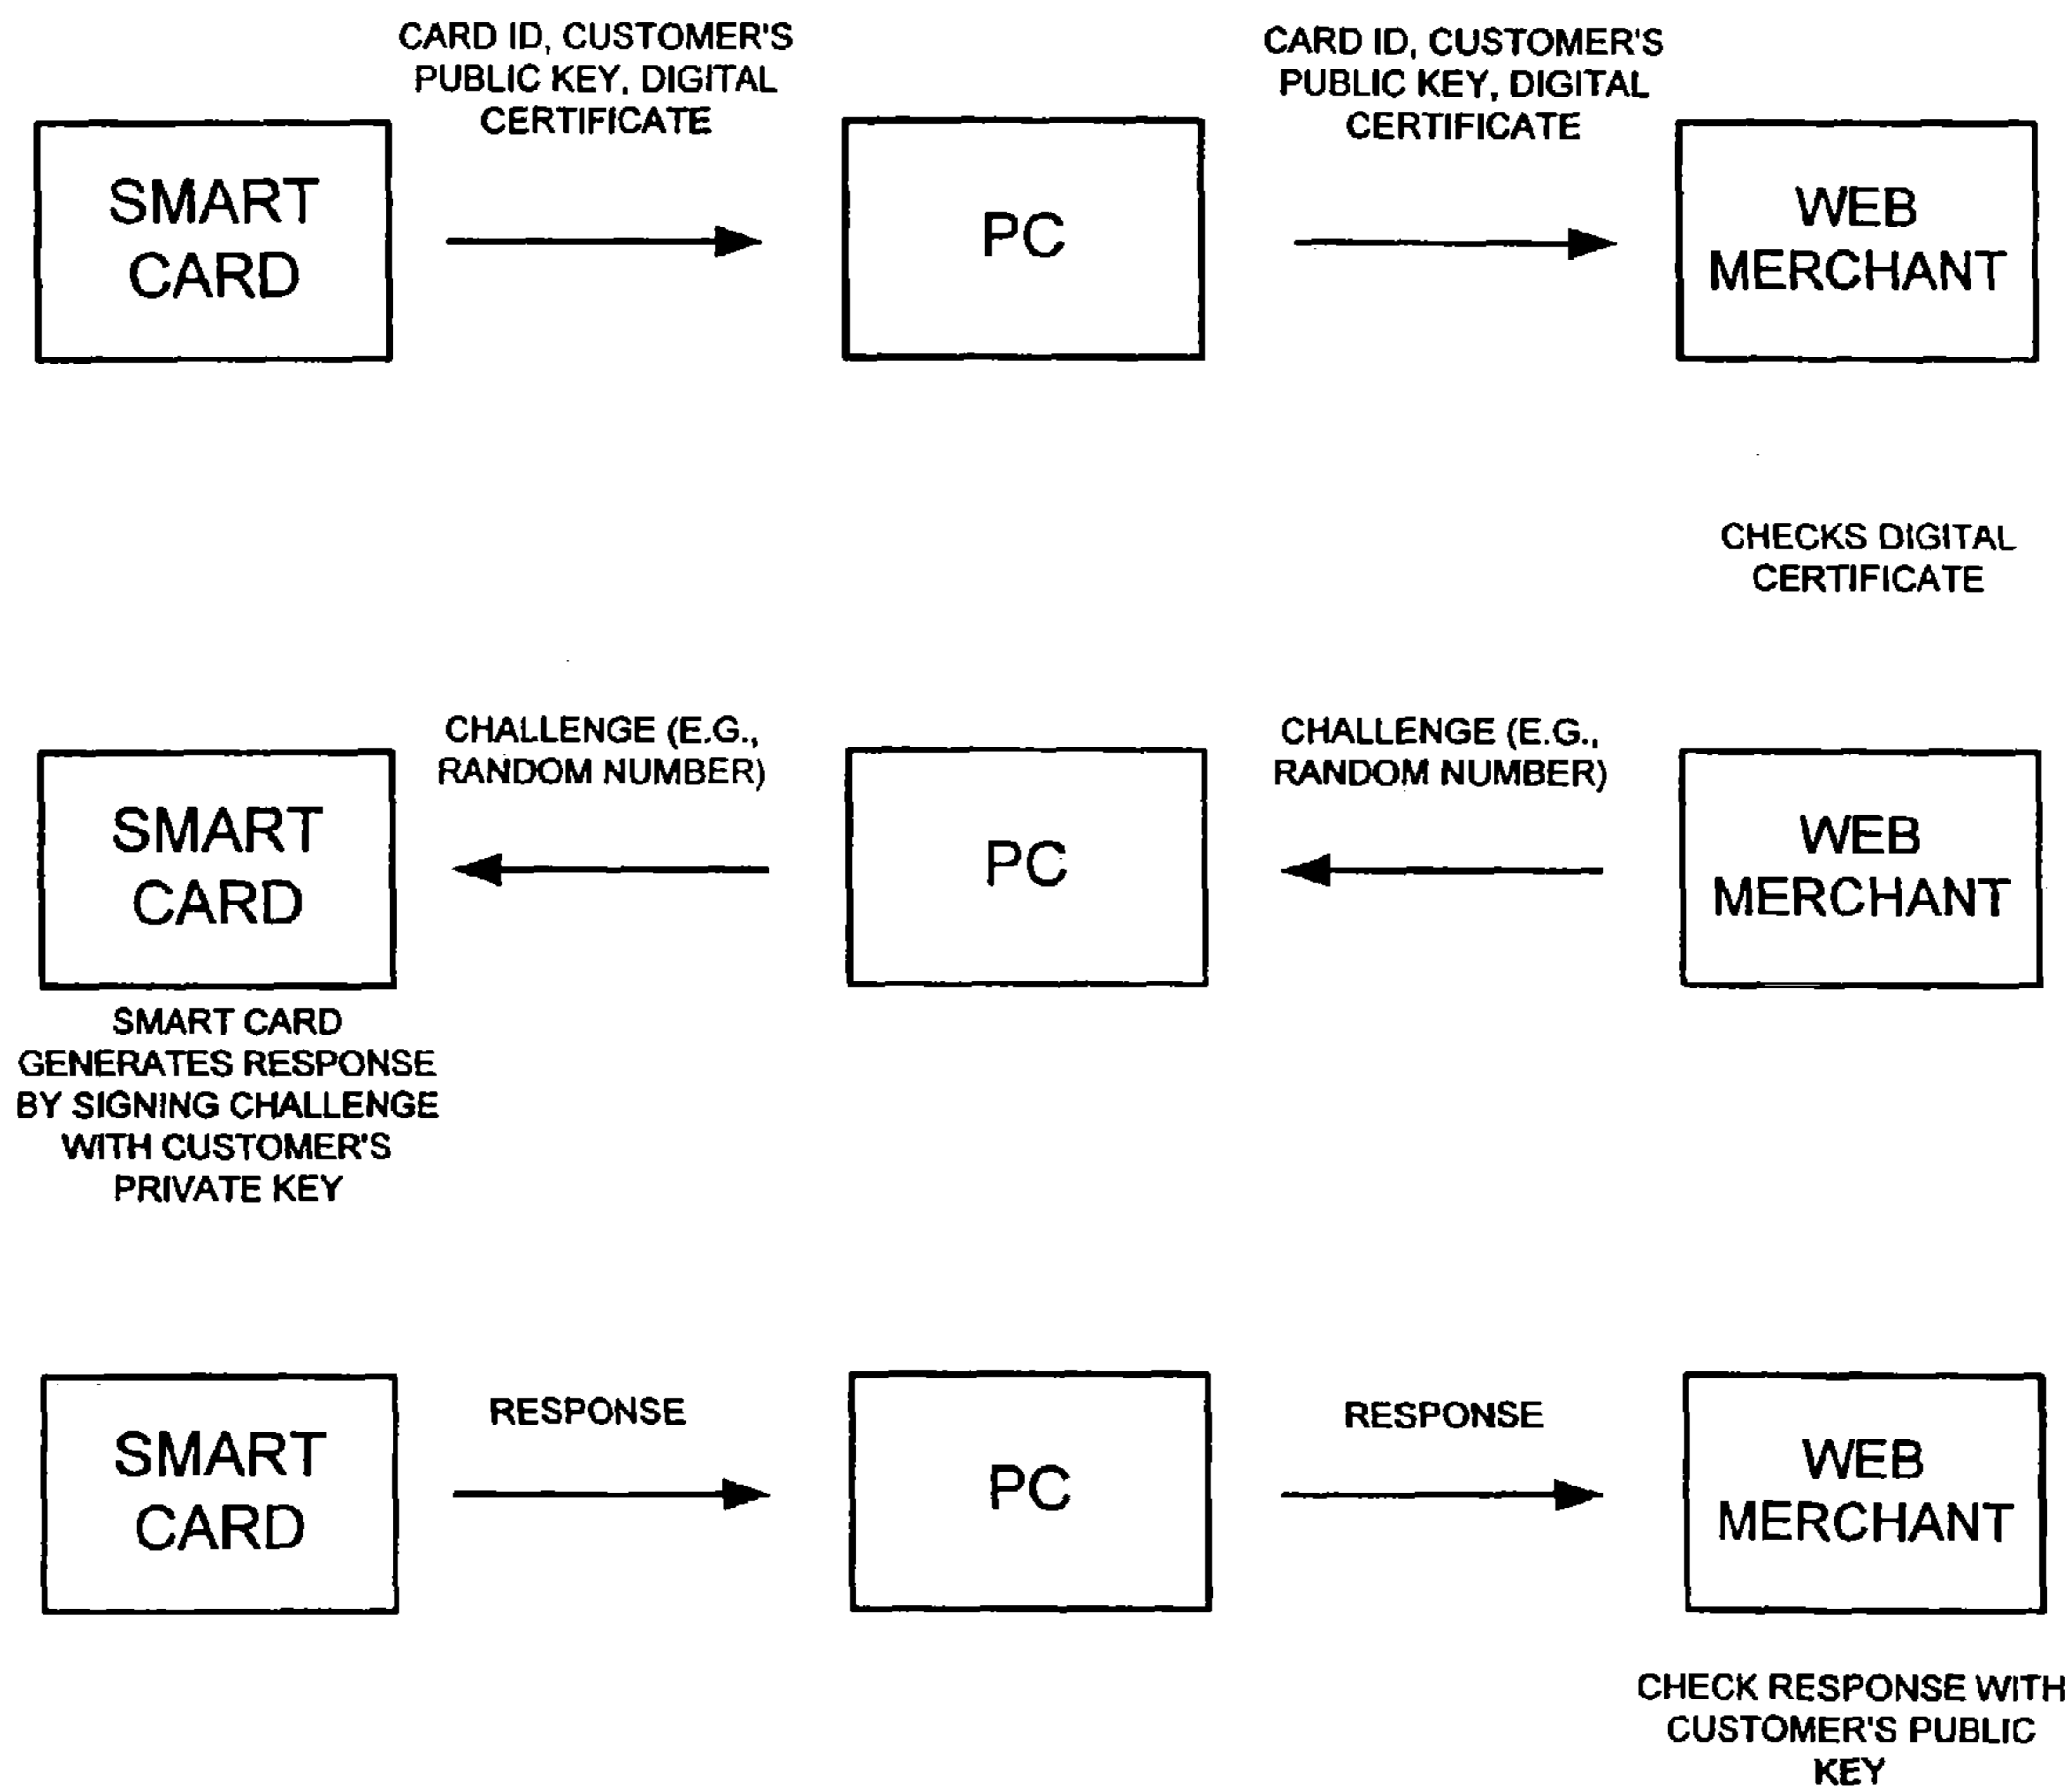 CARD ID, CUSTOMER'S
PUBLIC KEY, DIGITAL
CERTIFICATE
CARD ID, CUSTOMER'S
PUBLIC KEY, DIGITAL
CERTIFICATE
SMART
CARD
PC
WEB
MERCHANT
CHECKS DIGITAL
CERTIFICATE
CHALLENGE (E.G.,
RANDOM NUMBER)
CHALLENGE (E.G.,
RANDOM NUMBER)
SMART
CARD
PC
WEB
MERCHANT
SMART CARD
GENERATES RESPONSE
BY SIGNING CHALLENGE
WITH CUSTOMER'S
PRIVATE KEY
SMART
CARD
RESPONSE
PC
RESPONSE
WEB
MERCHANT
CHECK RESPONSE WITH
CUSTOMER'S PUBLIC
KEY